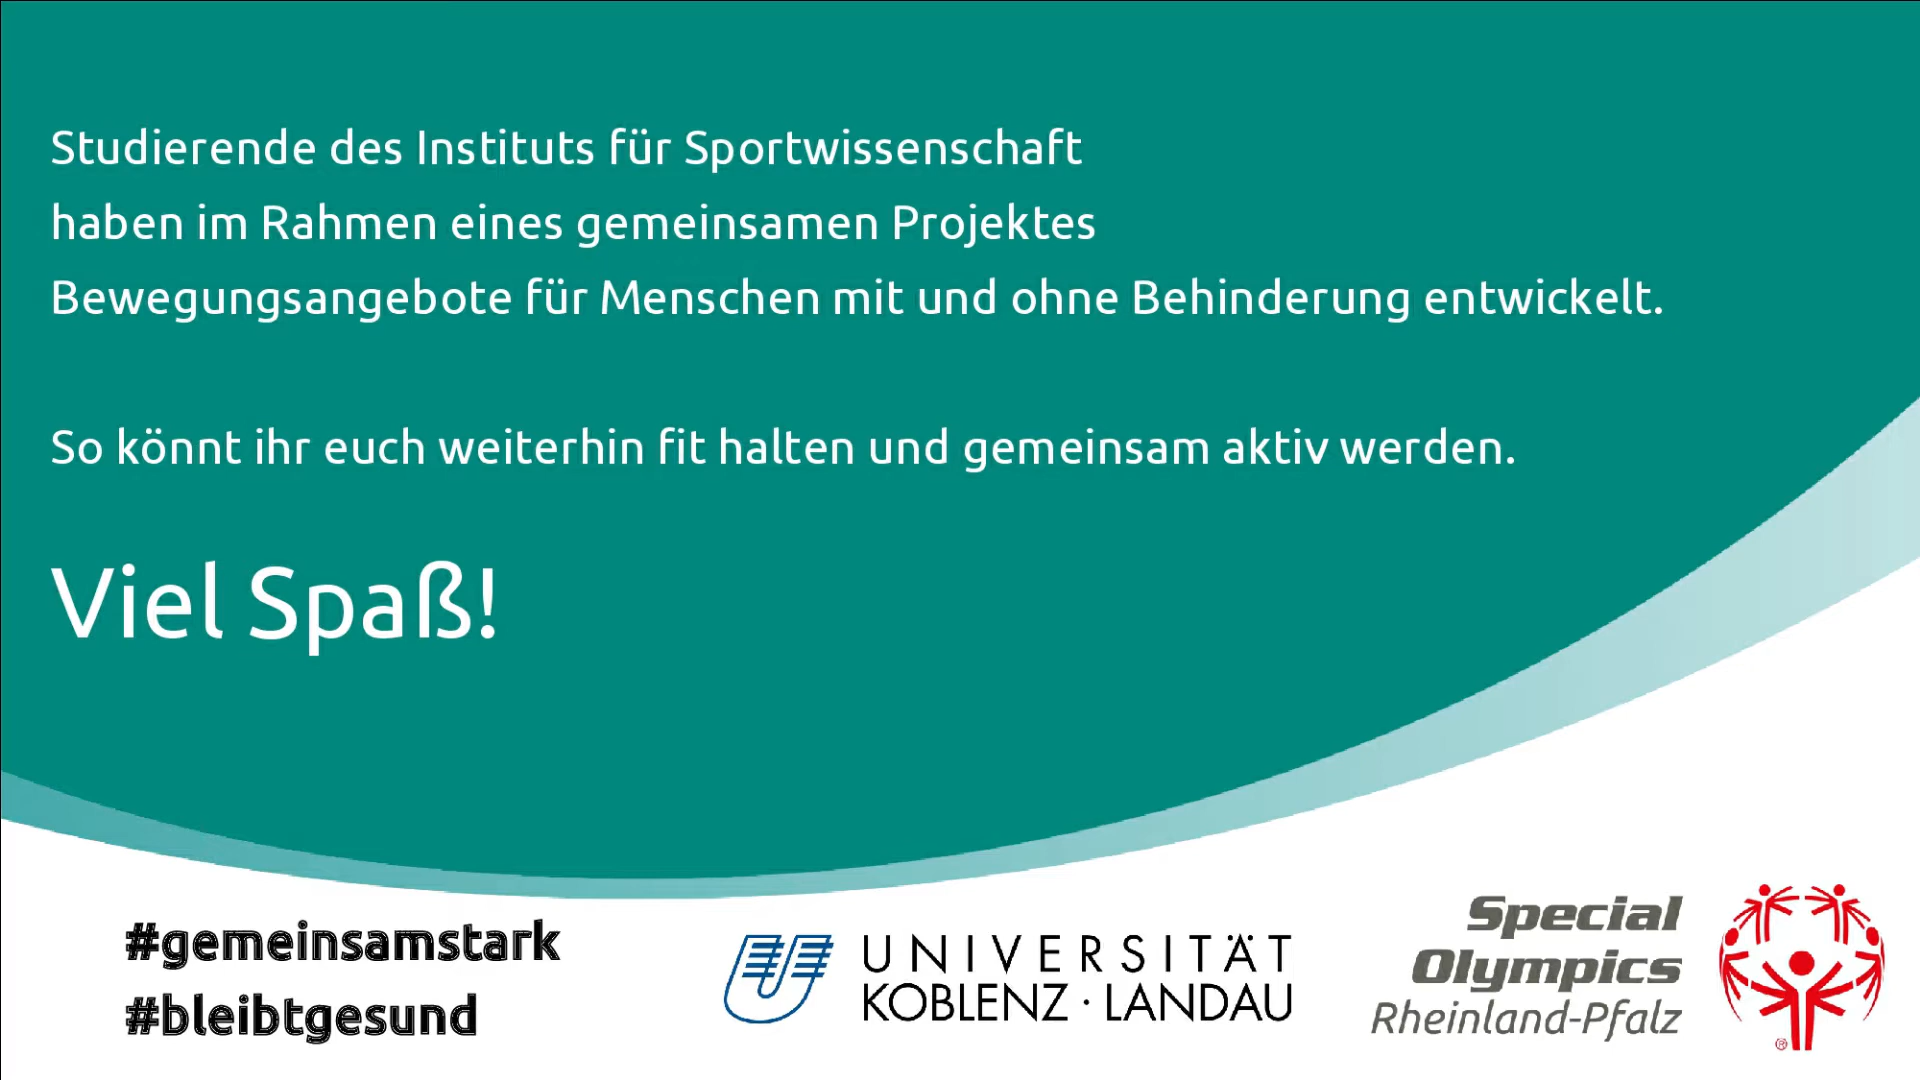 Studierende des Instituts für Sportwissenschaft
haben im Rahmen eines gemeinsamen Projektes
Bewegungsangebote für Menschen mit und ohne Behinderung entwickelt.
So könnt ihr euch weiterhin fit halten und gemeinsam aktiv werden.
Viel Spaß!
#gemeinsamstark
#bleibtgesund
UNIVERSITÄT
KOBLENZ · LANDAU
Special
Olympics
Rheinland-Pfalz
®